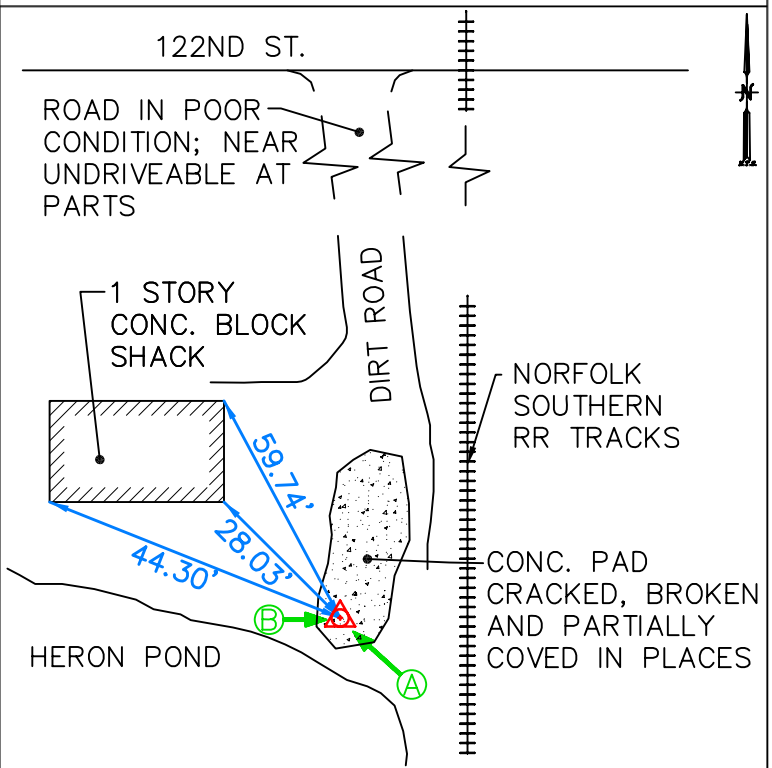 122ND ST.
N
ROAD IN POOR
CONDITION; NEAR
UNDRIVEABLE AT
PARTS
DIRT ROAD
1 STORY
CONC. BLOCK
SHACK
NORFOLK
SOUTHERN
RR TRACKS
59.74'
28.03'
44.30'
CONC. PAD
CRACKED, BROKEN
AND PARTIALLY
COVED IN PLACES
B
HERON POND
A